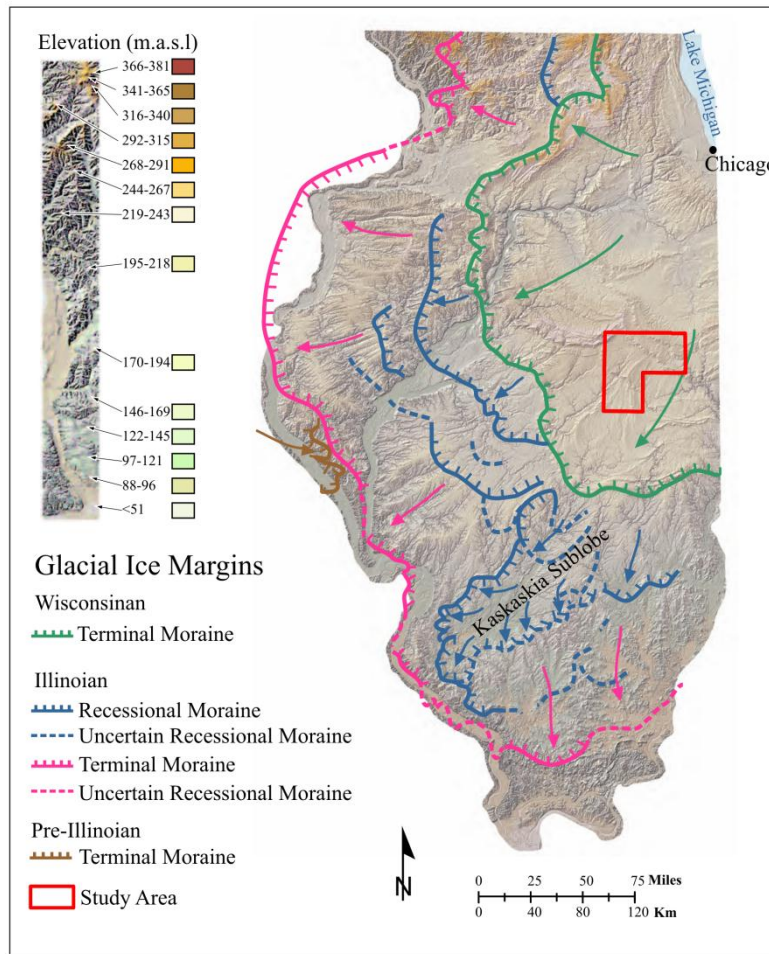 Elevation (m.a.s.l)
366-381
341-365
316-340
292-315
268-291
244-267
219-243
195-218
170-194
146-169
122-145
97-121
88-96
<51
Lake Michigan
Chicago
Kaskaskia Sublobe
Glacial Ice Margins
Wisconsinan
Terminal Moraine
Illinoian
Recessional Moraine
Uncertain Recessional Moraine
Terminal Moraine
Uncertain Recessional Moraine
Pre-Illinoian
Terminal Moraine
Study Area
N
0 25 50 75 Miles
0 40 80 120 Km